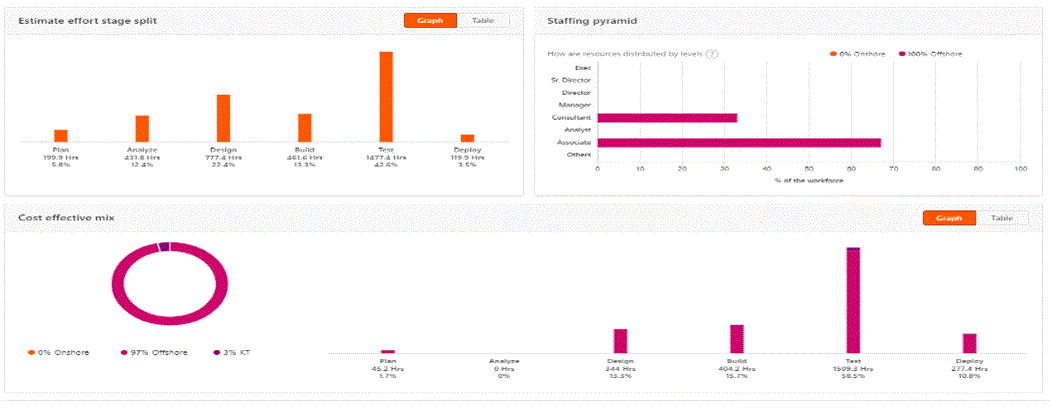 Estimate effort stage split
Graph
Table
Plan
199.9 Hrs
5.8%
Analyze
431.8 Hrs
12.4%
Design
777.4 Hrs
22.4%
Build
461.6 Hrs
13.3%
Test
1477.4 Hrs
42.6%
Deploy
119.9 Hrs
3.5%
Staffing pyramid
How are resources distributed by levels ?
0% Onshore
100% Offshore
Exec
Sr. Director
Director
Manager
Consultant
Analyst
Associate
Others
0 10 20 30 40 50 60 70 80 90 100
% of the workforce
Cost effective mix
Graph
Table
0% Onshore
97% Offshore
3% KT
Plan
45.2 Hrs
1.7%
Analyze
0 Hrs
0%
Design
344 Hrs
13.3%
Build
404.2 Hrs
15.7%
Test
1509.3 Hrs
58.5%
Deploy
277.4 Hrs
10.8%